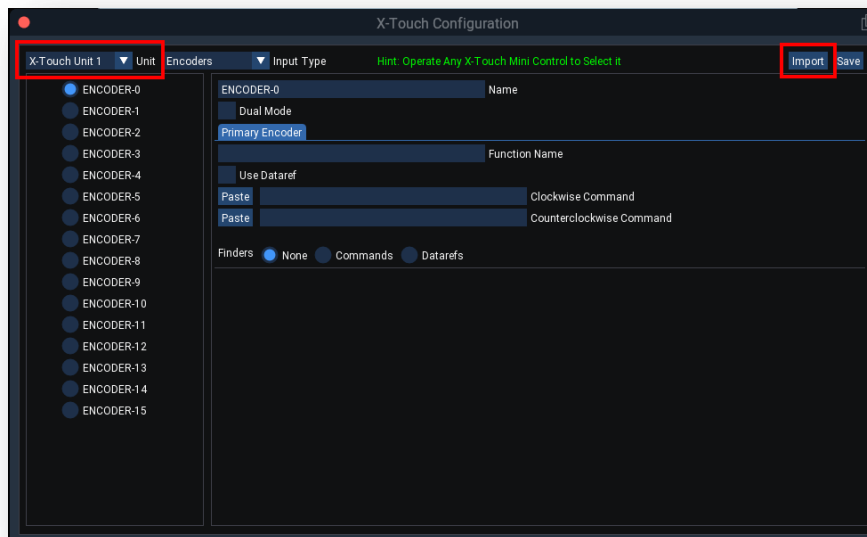 X-Touch Configuration
X-Touch Unit 1 Unit Encoders Input Type Hint: Operate Any X-Touch Mini Control to Select it Import Save
ENCODER-0
ENCODER-1
ENCODER-2
ENCODER-3
ENCODER-4
ENCODER-5
ENCODER-6
ENCODER-7
ENCODER-8
ENCODER-9
ENCODER-10
ENCODER-11
ENCODER-12
ENCODER-13
ENCODER-14
ENCODER-15
ENCODER-0 Name
Dual Mode
Primary Encoder
Function Name
Use Dataref
Paste Clockwise Command
Paste Counterclockwise Command
Finders None Commands Datarefs